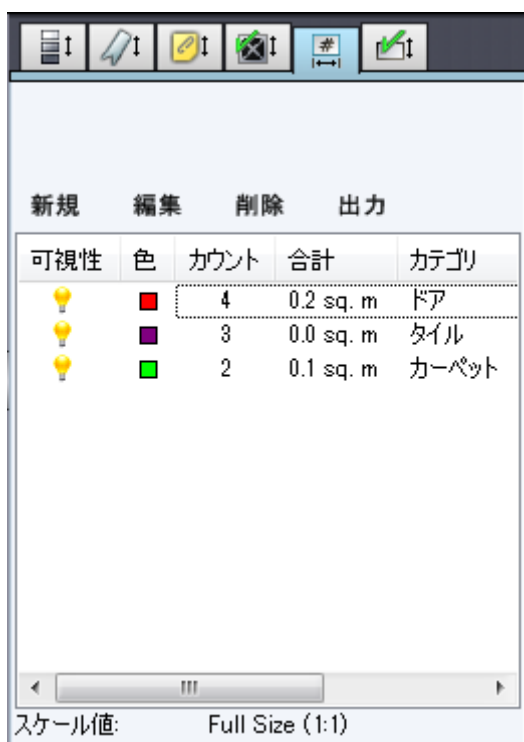 #
新規 編集 削除 出力
可視性 色 カウント 合計 カテゴリ
4 0.2 sq. m ドア
3 0.0 sq. m タイル
2 0.1 sq. m カーペット
スケール値: Full Size (1:1)